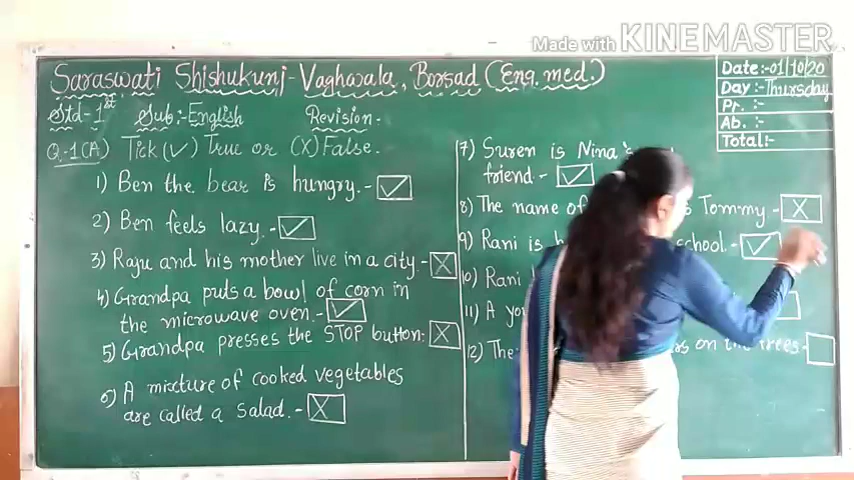 Made with KINEMASTER
Saraswati Shishukunj-Vaghwala, Borsad (Eng. med.)
Date:-01/10/20
Day:-Thursday
Pr.:-
Ab.:-
Total:-
Std-1st Sub:-English Revision-
Q.-1(A) Tick(✓) True or (X) False.
1) Ben the bear is hungry.- ✓
2) Ben feels lazy.- ✓
3) Raju and his mother live in a city.- X
4) Grandpa puts a bowl of corn in
the microwave oven.- ✓
5) Grandpa presses the STOP button:- X
6) A mixture of cooked vegetables
are called a salad.- X
7) Suren is Nina's
friend.- ✓
8) The name of Tommy- X
9) Rani is school.- ✓
10) Rani
11) A
12) The on the trees-